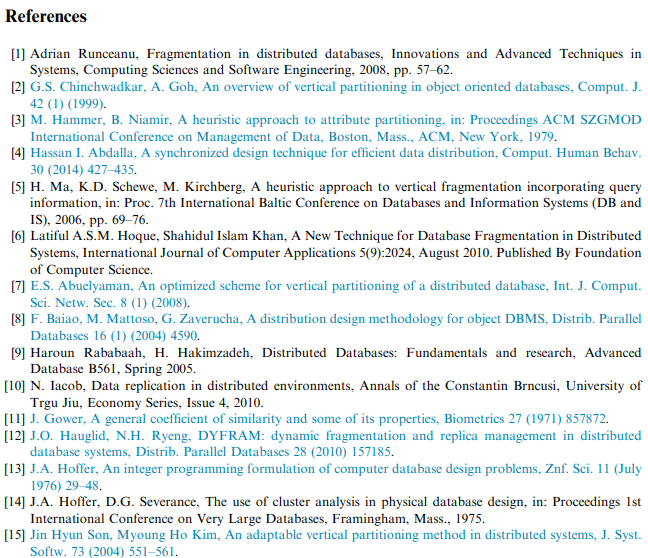 References
[1] Adrian Runceanu, Fragmentation in distributed databases, Innovations and Advanced Techniques in
Systems, Computing Sciences and Software Engineering, 2008, pp. 57–62.
[2] G.S. Chinchwadkar, A. Goh, An overview of vertical partitioning in object oriented databases, Comput. J.
42 (1) (1999).
[3] M. Hammer, B. Niamir, A heuristic approach to attribute partitioning, in: Proceedings ACM SZGMOD
International Conference on Management of Data, Boston, Mass., ACM, New York, 1979.
[4] Hassan I. Abdalla, A synchronized design technique for efficient data distribution, Comput. Human Behav.
30 (2014) 427–435.
[5] H. Ma, K.D. Schewe, M. Kirchberg, A heuristic approach to vertical fragmentation incorporating query
information, in: Proc. 7th International Baltic Conference on Databases and Information Systems (DB and
IS), 2006, pp. 69–76.
[6] Latiful A.S.M. Hoque, Shahidul Islam Khan, A New Technique for Database Fragmentation in Distributed
Systems, International Journal of Computer Applications 5(9):2024, August 2010. Published By Foundation
of Computer Science.
[7] E.S. Abuelyaman, An optimized scheme for vertical partitioning of a distributed database, Int. J. Comput.
Sci. Netw. Sec. 8 (1) (2008).
[8] F. Baiao, M. Mattoso, G. Zaverucha, A distribution design methodology for object DBMS, Distrib. Parallel
Databases 16 (1) (2004) 4590.
[9] Haroun Rababaah, H. Hakimzadeh, Distributed Databases: Fundamentals and research, Advanced
Database B561, Spring 2005.
[10] N. Iacob, Data replication in distributed environments, Annals of the Constantin Brncusi, University of
Trgu Jiu, Economy Series, Issue 4, 2010.
[11] J. Gower, A general coefficient of similarity and some of its properties, Biometrics 27 (1971) 857872.
[12] J.O. Hauglid, N.H. Ryeng, DYFRAM: dynamic fragmentation and replica management in distributed
database systems, Distrib. Parallel Databases 28 (2010) 157185.
[13] J.A. Hoffer, An integer programming formulation of computer database design problems, Znf. Sci. 11 (July
1976) 29–48.
[14] J.A. Hoffer, D.G. Severance, The use of cluster analysis in physical database design, in: Proceedings 1st
International Conference on Very Large Databases, Framingham, Mass., 1975.
[15] Jin Hyun Son, Myoung Ho Kim, An adaptable vertical partitioning method in distributed systems, J. Syst.
Softw. 73 (2004) 551–561.